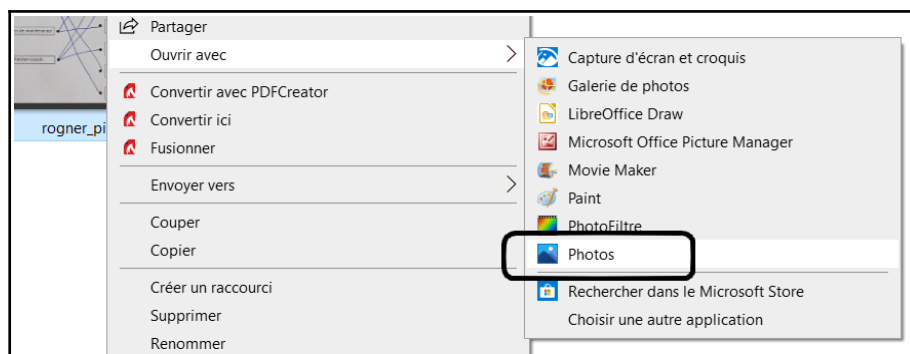 Partager
Ouvrir avec
Convertir avec PDFCreator
Convertir ici
Fusionner
Envoyer vers
Couper
Copier
Créer un raccourci
Supprimer
Renommer
rogner_pi
Capture d'écran et croquis
Galerie de photos
LibreOffice Draw
Microsoft Office Picture Manager
Movie Maker
Paint
PhotoFiltre
Photos
Rechercher dans le Microsoft Store
Choisir une autre application